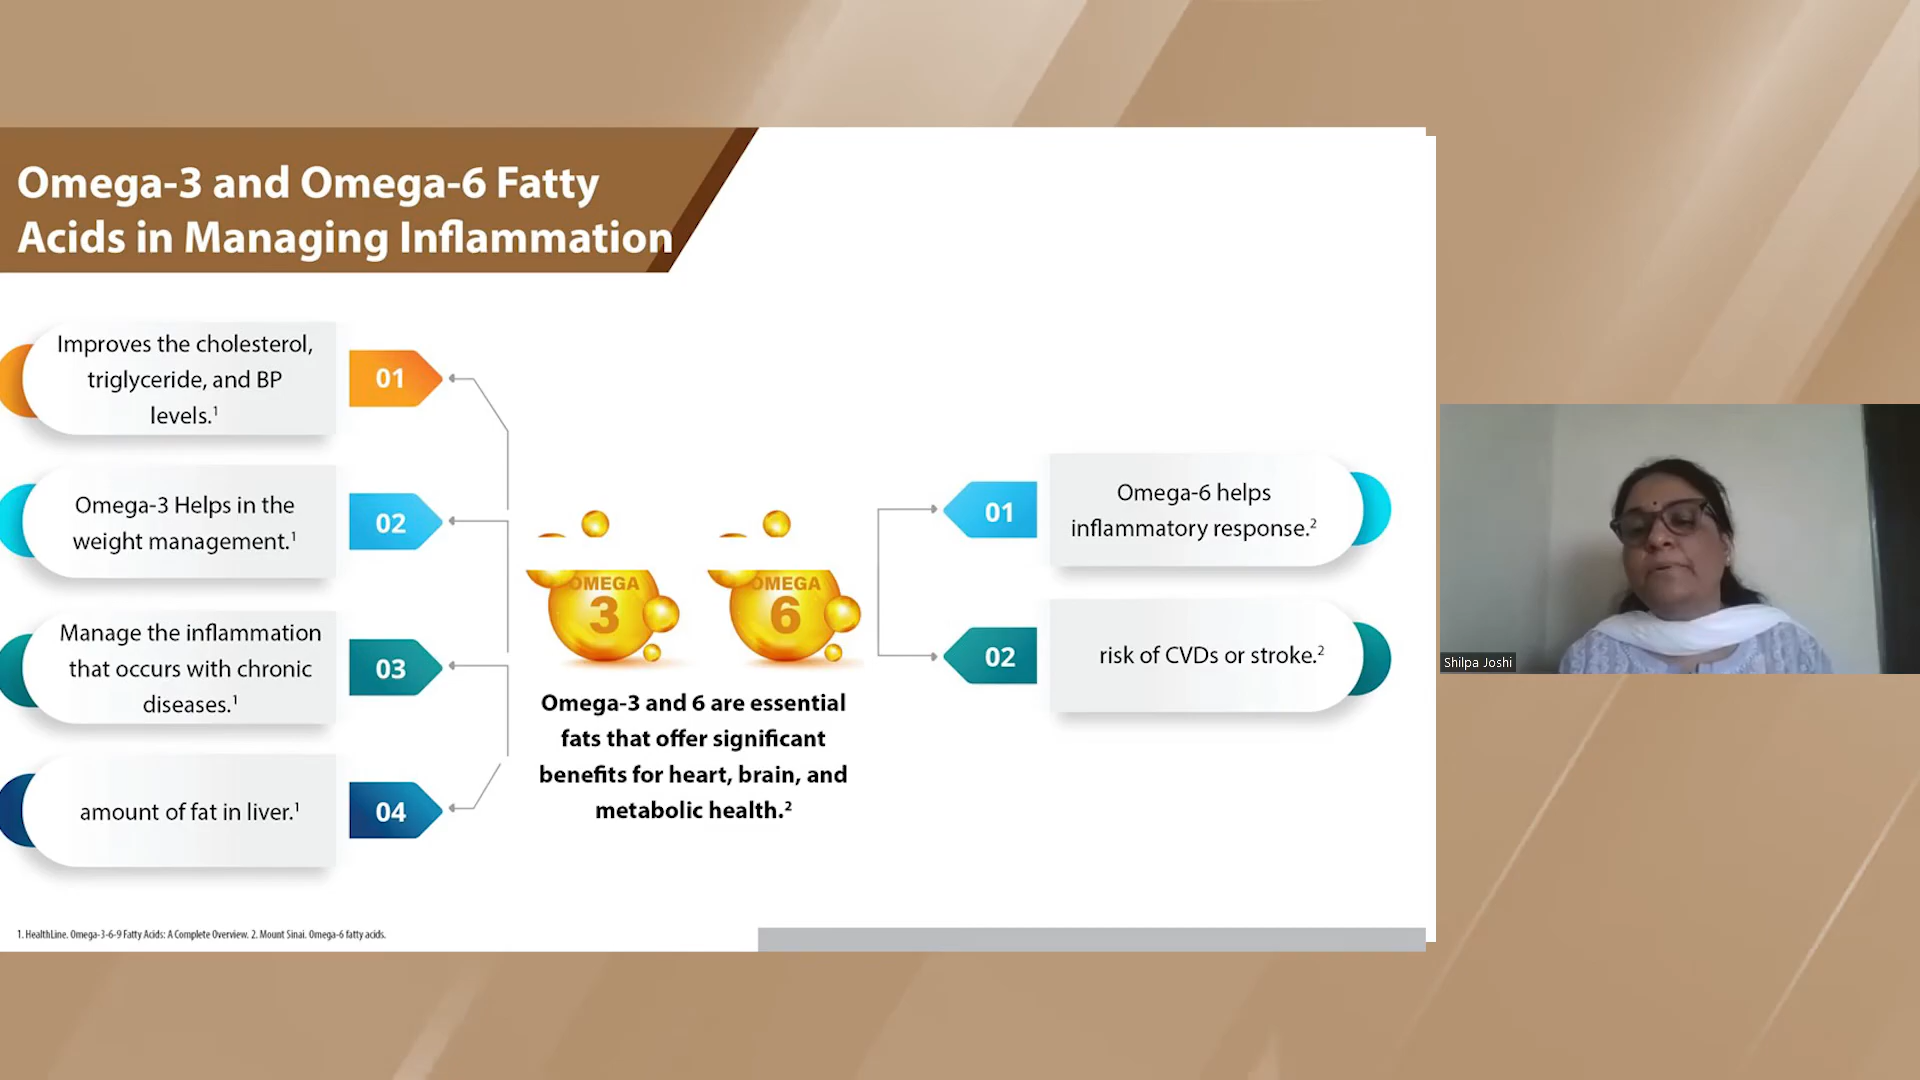 Omega-3 and Omega-6 Fatty
Acids in Managing Inflammation
Improves the cholesterol,
triglyceride, and BP
levels.¹
01
Omega-3 Helps in the
weight management.¹
02
Manage the inflammation
that occurs with chronic
diseases.¹
03
amount of fat in liver.¹
04
OMEGA
3
OMEGA
6
Omega-3 and 6 are essential
fats that offer significant
benefits for heart, brain, and
metabolic health.²
01
Omega-6 helps
inflammatory response.²
02
risk of CVDs or stroke.²
Shilpa Joshi
1. HealthLine. Omega-3-6-9 Fatty Acids: A Complete Overview. 2. Mount Sinai. Omega-6 fatty acids.